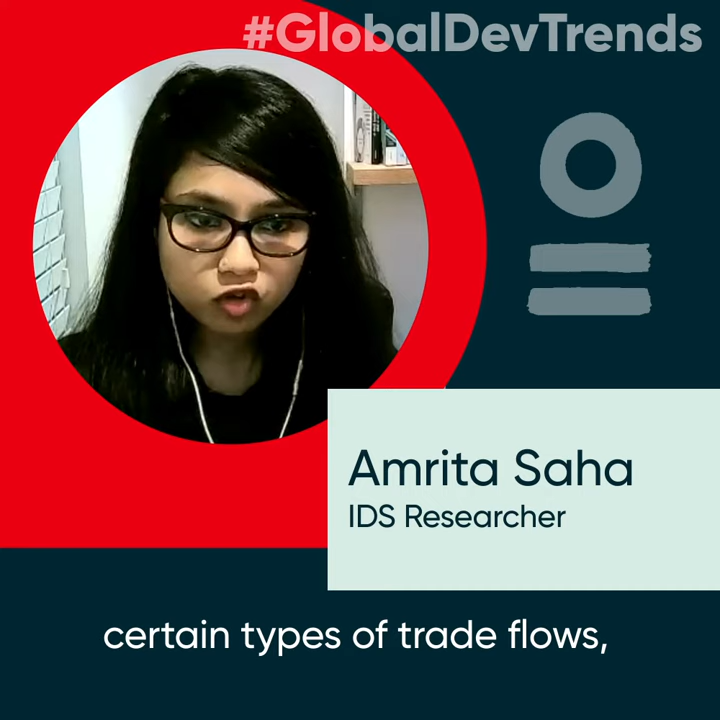 #GlobalDevTrends
Amrita Saha
IDS Researcher
certain types of trade flows,